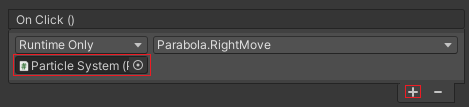 On Click ()
Runtime Only Parabola.RightMove
Particle System (